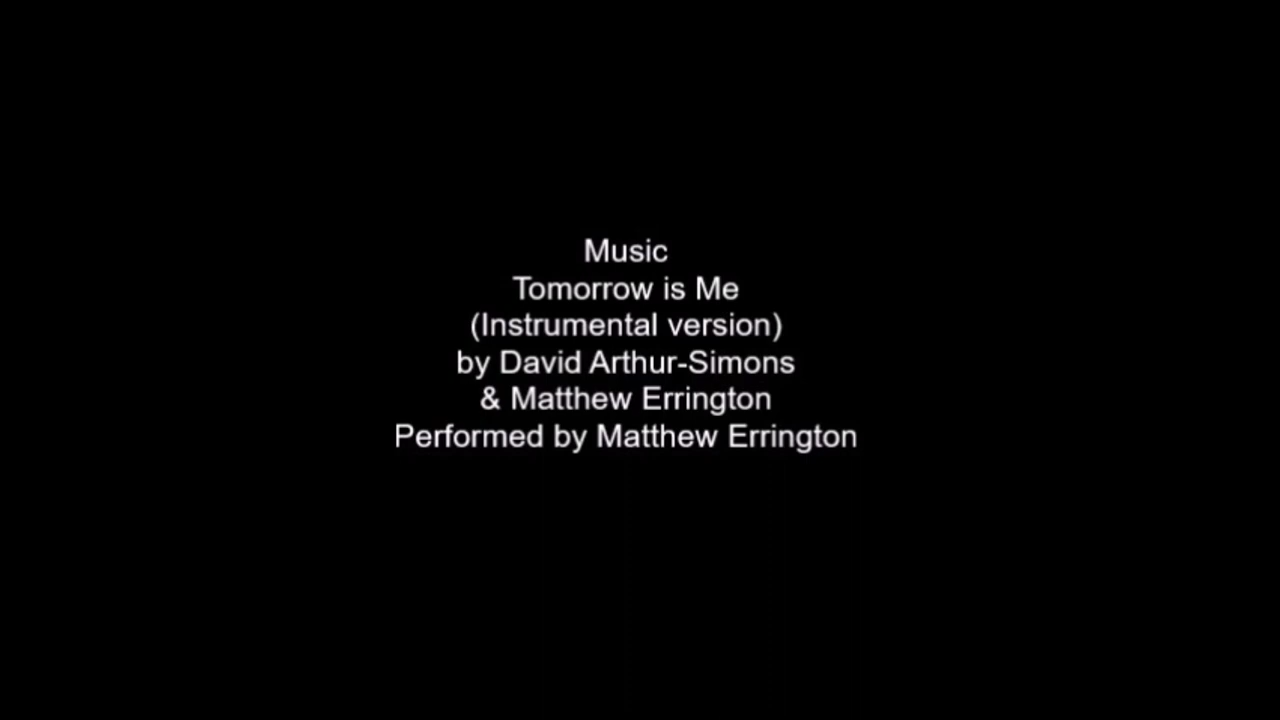 Music
Tomorrow is Me
(Instrumental version)
by David Arthur-Simons
& Matthew Errington
Performed by Matthew Errington